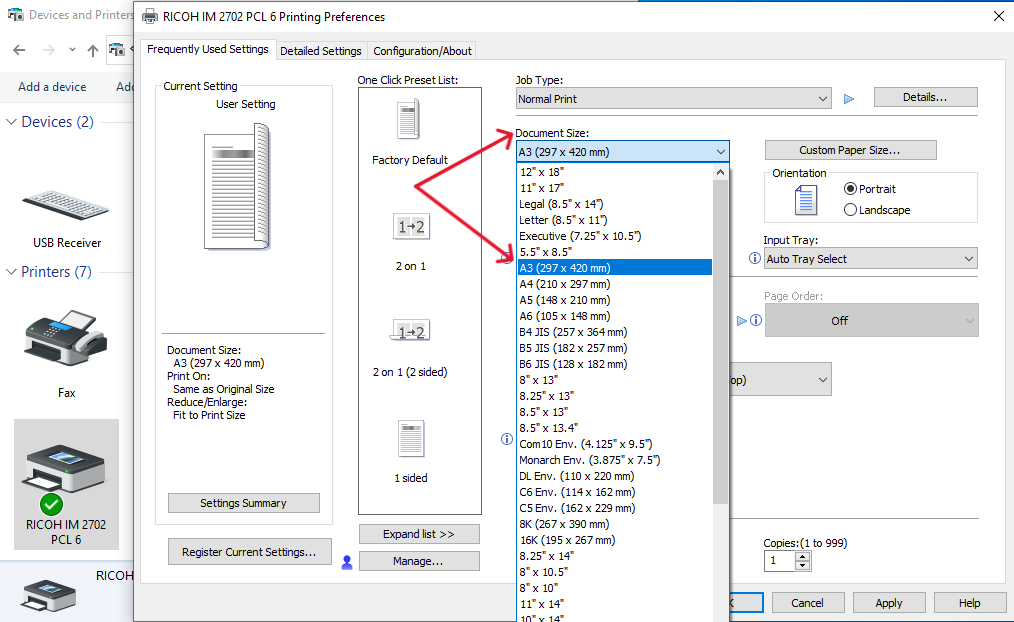 Devices and Printers
RICOH IM 2702 PCL 6 Printing Preferences
Add a device
Devices (2)
USB Receiver
Printers (7)
Fax
RICOH IM 2702
PCL 6
RICOH
Frequently Used Settings
Detailed Settings
Configuration/About
Current Setting
User Setting
Document Size:
A3 (297 x 420 mm)
Print On:
Same as Original Size
Reduce/Enlarge:
Fit to Print Size
Settings Summary
Register Current Settings...
One Click Preset List:
Factory Default
1→2
2 on 1
1→2
2 on 1 (2 sided)
1 sided
Expand list >>
Manage...
Job Type:
Normal Print
Details...
Document Size:
A3 (297 x 420 mm)
12" x 18"
11" x 17"
Legal (8.5" x 14")
Letter (8.5" x 11")
Executive (7.25" x 10.5")
5.5" x 8.5"
A3 (297 x 420 mm)
A4 (210 x 297 mm)
A5 (148 x 210 mm)
A6 (105 x 148 mm)
B4 JIS (257 x 364 mm)
B5 JIS (182 x 257 mm)
B6 JIS (128 x 182 mm)
8" x 13"
8.25" x 13"
8.5" x 13"
8.5" x 13.4"
Com10 Env. (4.125" x 9.5")
Monarch Env. (3.875" x 7.5")
DL Env. (110 x 220 mm)
C6 Env. (114 x 162 mm)
C5 Env. (162 x 229 mm)
8K (267 x 390 mm)
16K (195 x 267 mm)
8.25" x 14"
8" x 10.5"
8" x 10"
11" x 14"
10" x 14"
Custom Paper Size...
Orientation
Portrait
Landscape
Input Tray:
Auto Tray Select
Page Order:
Off
op)
Copies:(1 to 999)
1
Cancel
Apply
Help